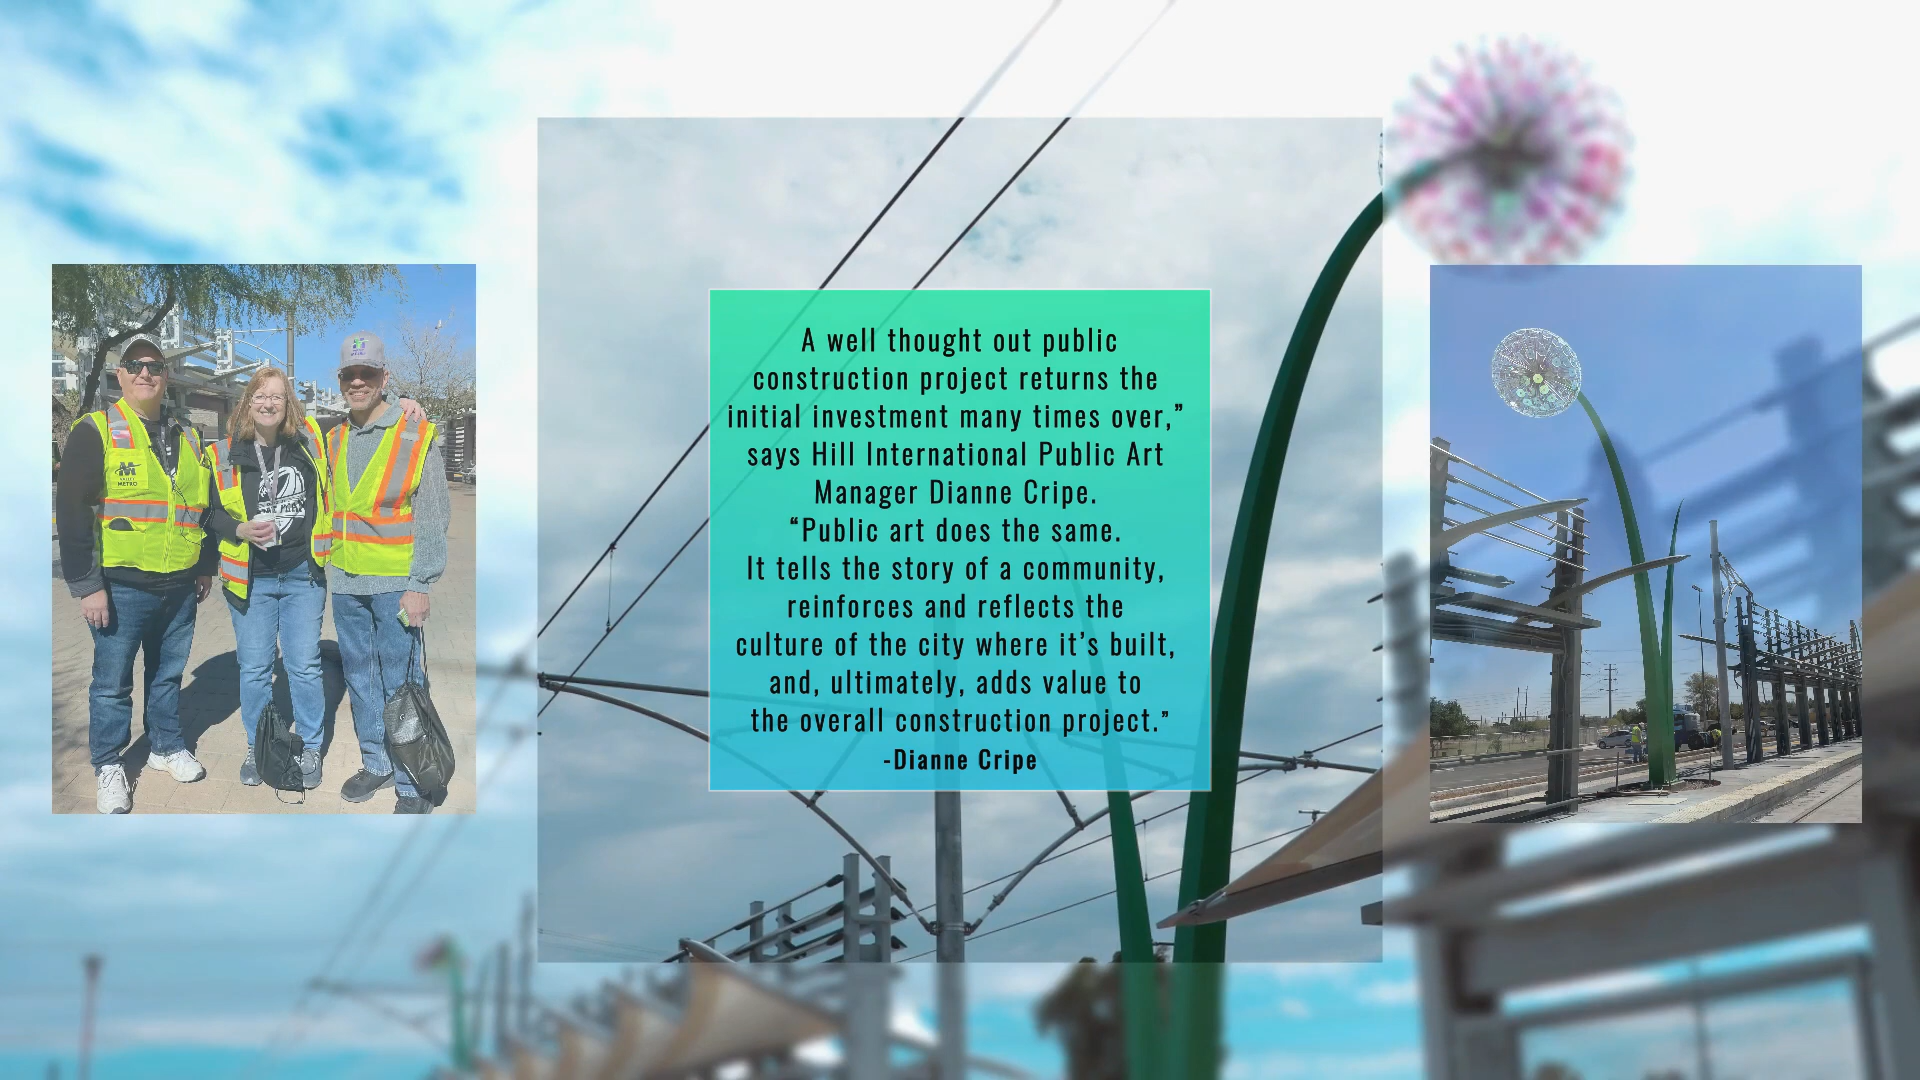 A well thought out public
construction project returns the
initial investment many times over,”
says Hill International Public Art
Manager Dianne Cripe.
“Public art does the same.
It tells the story of a community,
reinforces and reflects the
culture of the city where it’s built,
and, ultimately, adds value to
the overall construction project.”
-Dianne Cripe
VALLEY
METRO